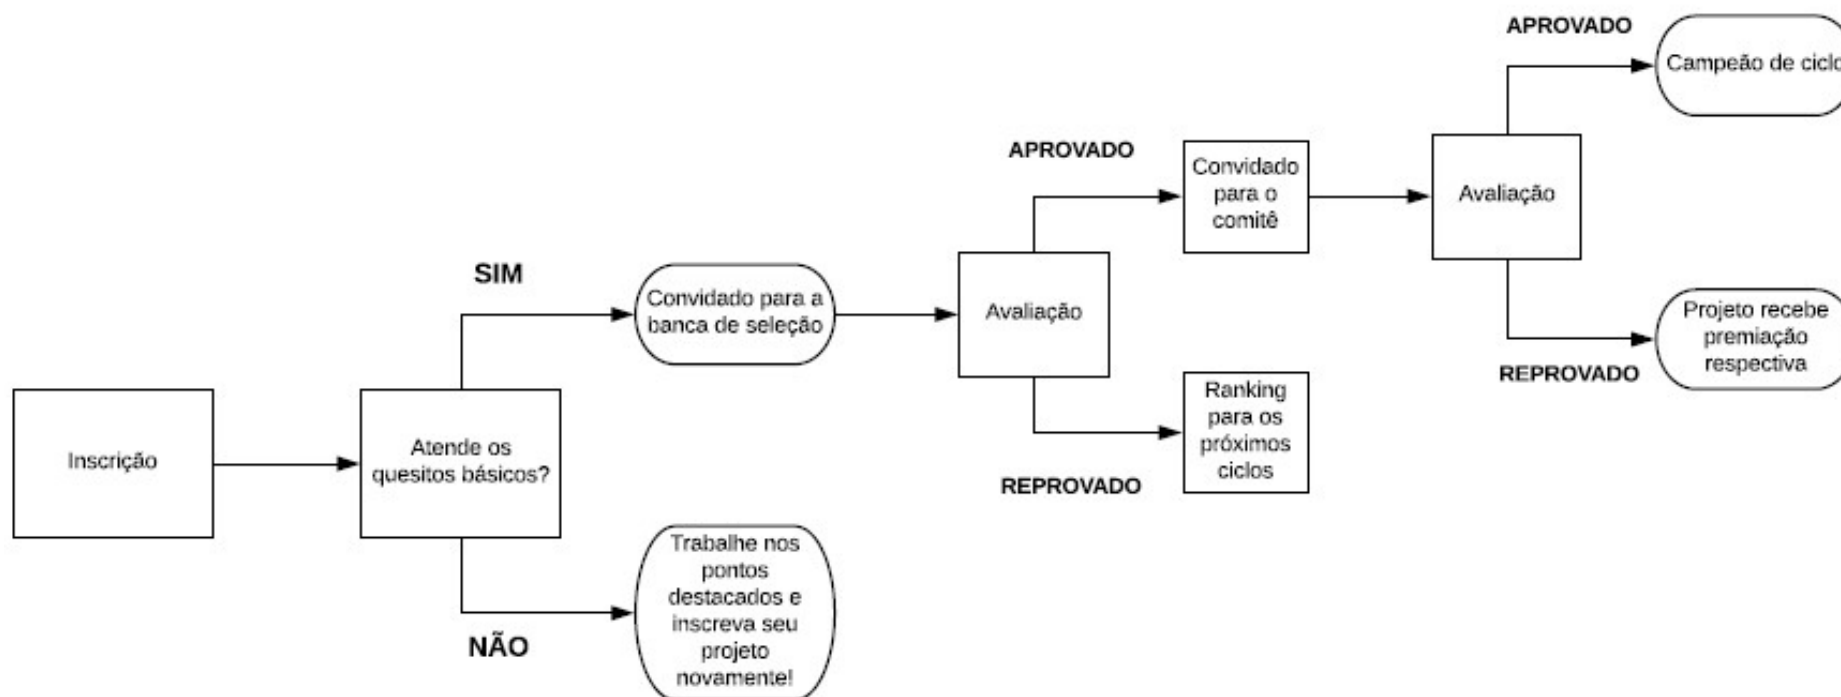 Inscrição
Atende os
quesitos básicos?
SIM
NÃO
Convidado para a
banca de seleção
Trabalhe nos
pontos
destacados e
inscreva seu
projeto
novamente!
Avaliação
APROVADO
REPROVADO
Convidado
para o
comitê
Ranking
para os
próximos
ciclos
Avaliação
APROVADO
REPROVADO
Campeão de ciclo
Projeto recebe
premiação
respectiva